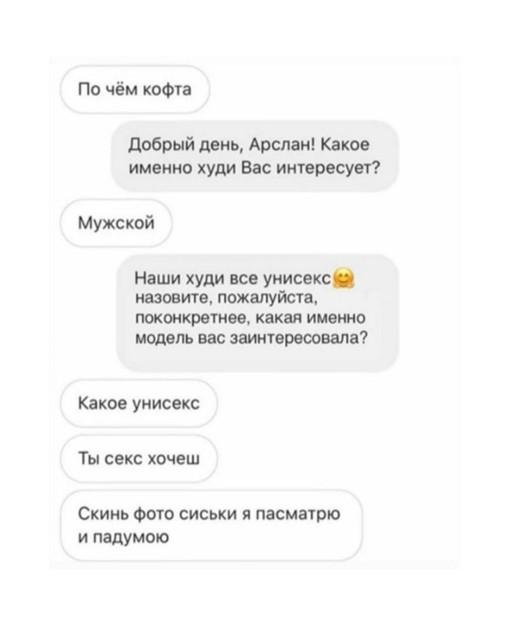 По чём кофта
Добрый день, Арслан! Какое
именно худи Вас интересует?
Мужской
Наши худи все унисекс🤗
назовите, пожалуйста,
поконкретнее, какая именно
модель вас заинтересовала?
Какое унисекс
Ты секс хочеш
Скинь фото сиськи я пасматрю
и падумою